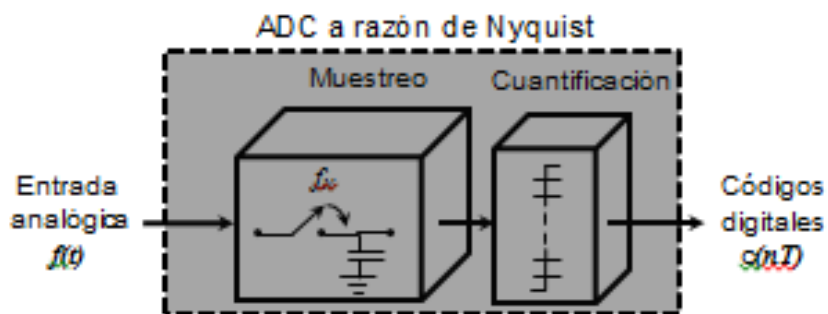 ADC a razón de Nyquist
Muestreo
Cuantificación
Entrada
analógica
f(t)
Códigos
digitales
c(nT)